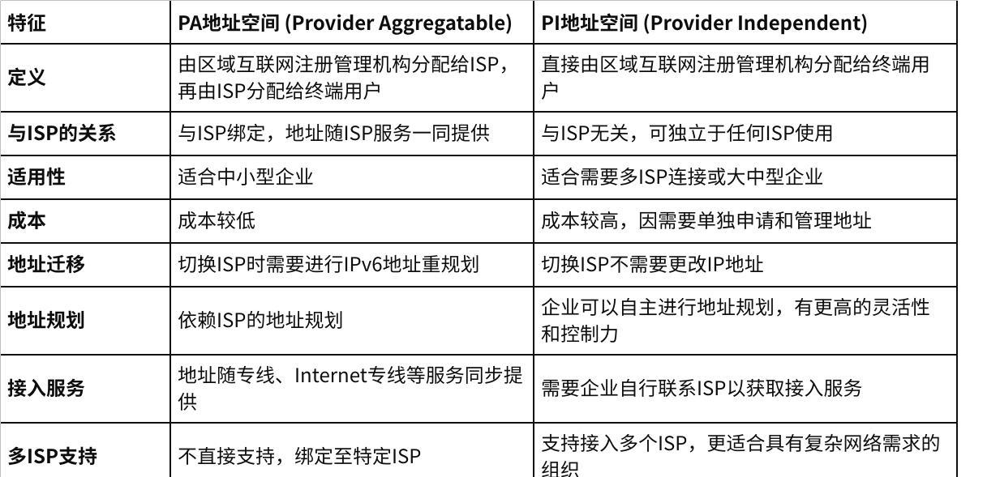 特征 PA地址空间 (Provider Aggregatable) PI地址空间 (Provider Independent)
定义
由区域互联网注册管理机构分配给ISP，
再由ISP分配给终端用户
直接由区域互联网注册管理机构分配给终端用
户
与ISP的关系 与ISP绑定，地址随ISP服务一同提供 与ISP无关，可独立于任何ISP使用
适用性 适合中小型企业 适合需要多ISP连接或大中型企业
成本 成本较低 成本较高，因需要单独申请和管理地址
地址迁移 切换ISP时需要进行IPv6地址重规划 切换ISP不需要更改IP地址
地址规划 依赖ISP的地址规划
企业可以自主进行地址规划，有更高的灵活性
和控制力
接入服务
地址随专线、Internet专线等服务同步提
供
需要企业自行联系ISP以获取接入服务
多ISP支持 不直接支持，绑定至特定ISP
支持接入多个ISP，更适合具有复杂网络需求的
组织